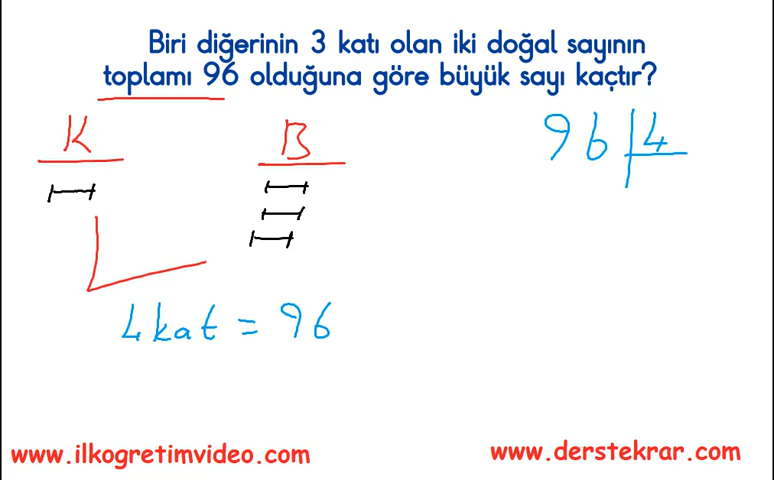 Biri diğerinin 3 katı olan iki doğal sayının
toplamı 96 olduğuna göre büyük sayı kaçtır?
K B
96 4
4 kat = 96
www.ilkogretimvideo.com
www.derstekrar.com